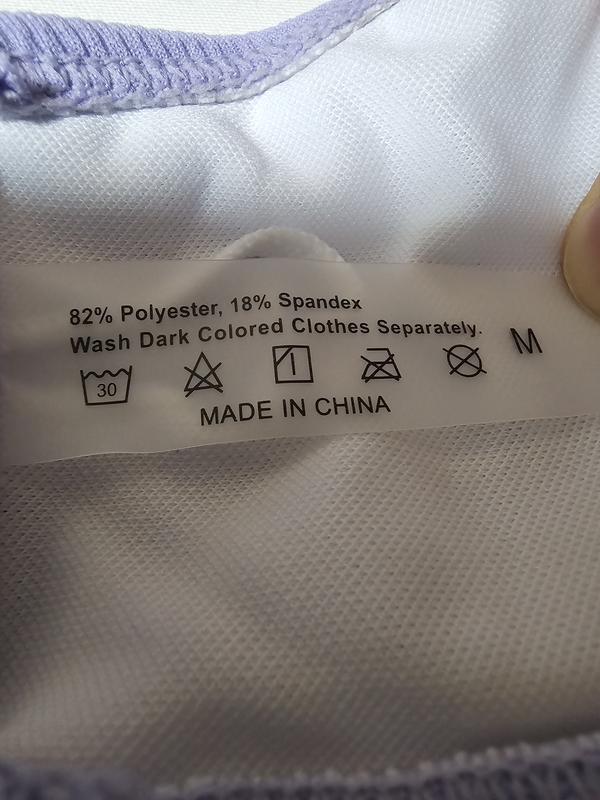 82% Polyester, 18% Spandex
Wash Dark Colored Clothes Separately.
30
M
MADE IN CHINA